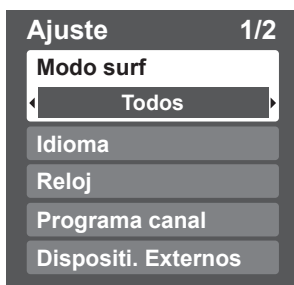 Ajuste 1/2
Modo surf
Todos
Idioma
Reloj
Programa canal
Dispositi. Externos